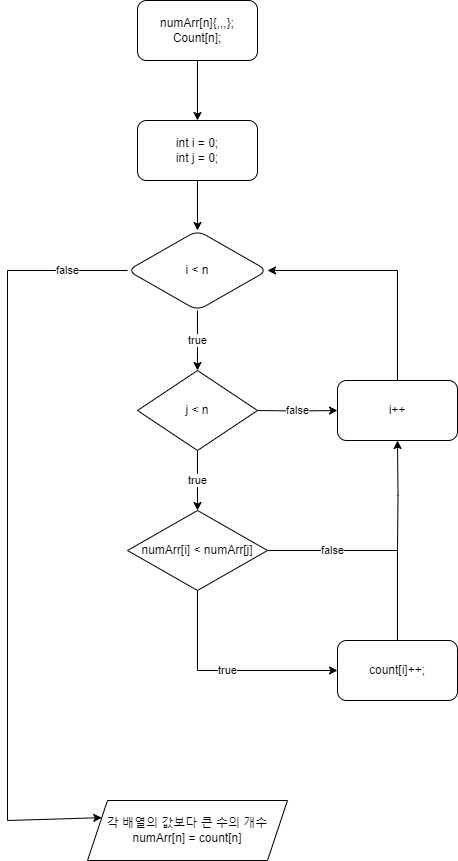 numArr[n]{,,,};
Count[n];
int i = 0;
int j = 0;
i < n
false
true
j < n
false
i++
true
numArr[i] < numArr[j]
false
true
count[i]++;
각 배열의 값보다 큰 수의 개수
numArr[n] = count[n]